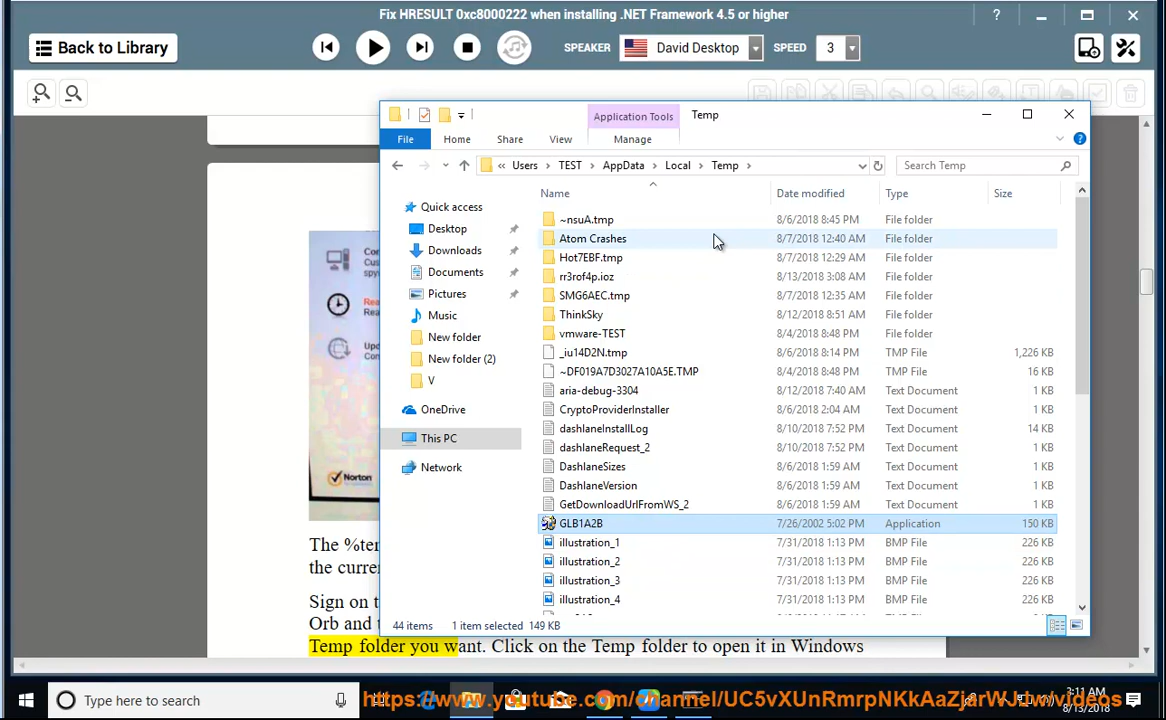 Fix HRESULT 0xc8000222 when installing .NET Framework 4.5 or higher
Back to Library
SPEAKER
David Desktop
SPEED
3
Application Tools
Temp
File
Home
Share
View
Manage
« Users > TEST > AppData > Local > Temp >
Search Temp
Name
Date modified
Type
Size
Quick access
Desktop
Downloads
Documents
Pictures
Music
New folder
New folder (2)
V
OneDrive
This PC
Network
~nsuA.tmp 8/6/2018 8:45 PM File folder
Atom Crashes 8/7/2018 12:40 AM File folder
Hot7EBF.tmp 8/7/2018 12:29 AM File folder
rr3rof4p.ioz 8/13/2018 3:08 AM File folder
SMG6AEC.tmp 8/7/2018 12:35 AM File folder
ThinkSky 8/12/2018 8:51 AM File folder
vmware-TEST 8/4/2018 8:48 PM File folder
_iu14D2N.tmp 8/6/2018 8:14 PM TMP File 1,226 KB
~DF019A7D3027A10A5E.TMP 8/4/2018 8:48 PM TMP File 16 KB
aria-debug-3304 8/12/2018 7:40 AM Text Document 1 KB
CryptoProviderInstaller 8/6/2018 2:04 AM Text Document 1 KB
dashlaneInstallLog 8/10/2018 7:52 PM Text Document 14 KB
dashlaneRequest_2 8/10/2018 7:52 PM Text Document 1 KB
DashlaneSizes 8/6/2018 1:59 AM Text Document 1 KB
DashlaneVersion 8/6/2018 1:59 AM Text Document 1 KB
GetDownloadUrlFromWS_2 8/6/2018 1:59 AM Text Document 1 KB
GLB1A2B 7/26/2002 5:02 PM Application 150 KB
illustration_1 7/31/2018 1:13 PM BMP File 226 KB
illustration_2 7/31/2018 1:13 PM BMP File 226 KB
illustration_3 7/31/2018 1:13 PM BMP File 226 KB
illustration_4 7/31/2018 1:13 PM BMP File 226 KB
44 items 1 item selected 149 KB
Norton
The %te
the curre
Sign on t
Orb and
Temp folder you want. Click on the Temp folder to open it in Windows
Type here to search
https://www.youtube.com/channel/UC5vXUnRmrpNKkAaZjarWJnw/videos
3:11 AM
8/13/2018